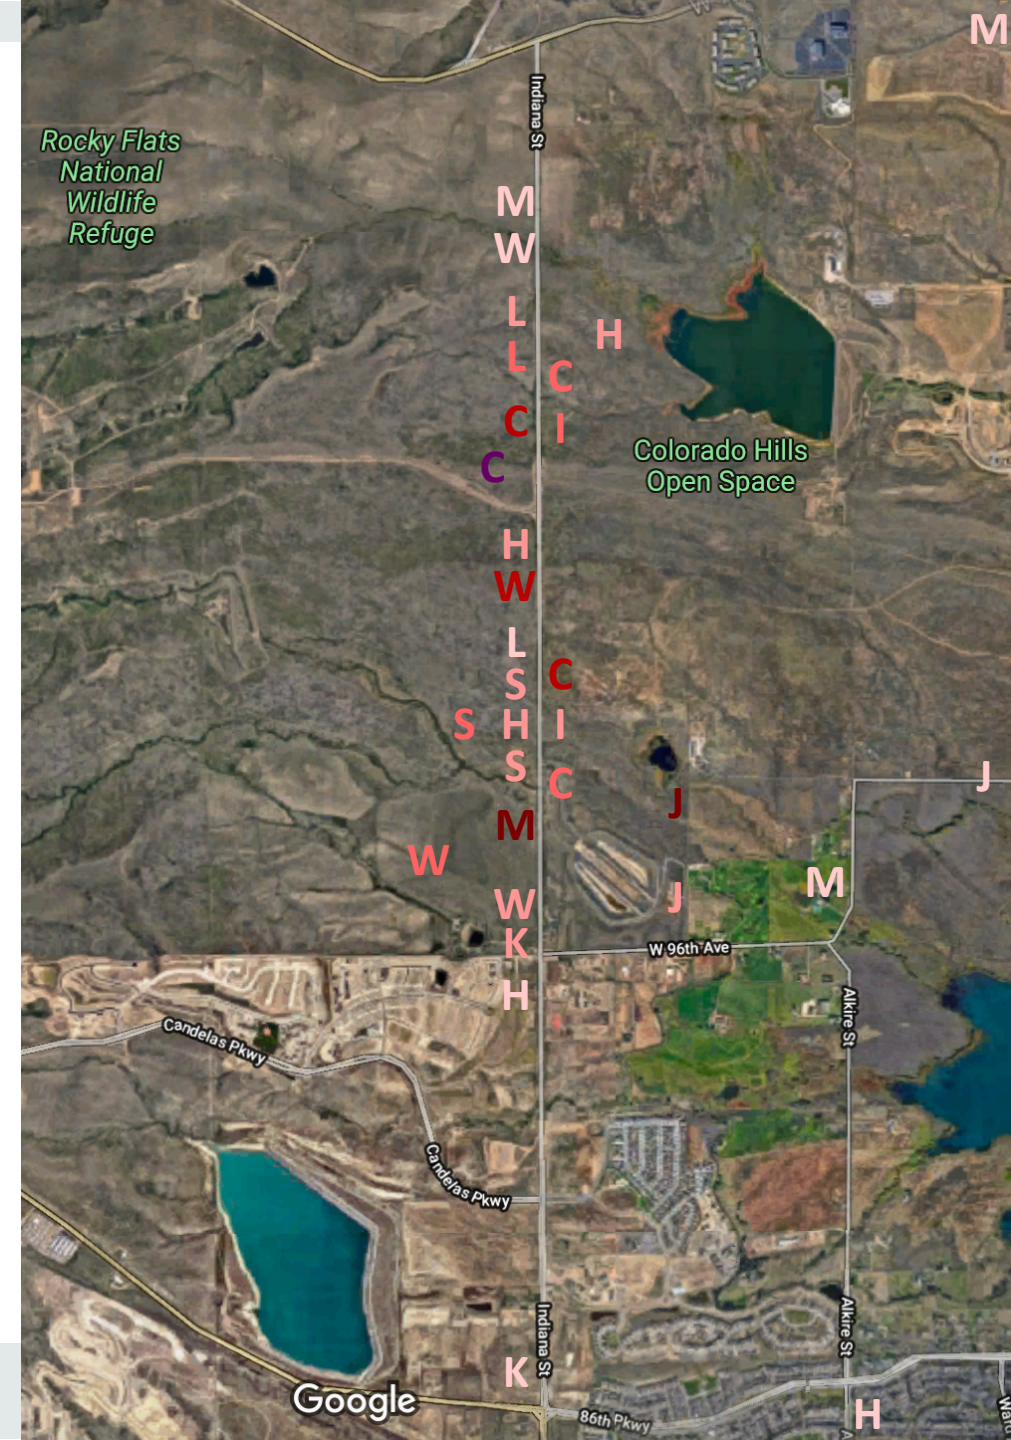 M
Indiana St
Rocky Flats
National
Wildlife
Refuge
M
W
L
H
L
C
C
I
Colorado Hills
Open Space
C
H
W
L
C
S
S
H
I
S
J
C
J
M
W
M
J
W
K
W 96th Ave
H
Alkire St
Candelas Pkwy
Candelas Pkwy
Indiana St
Alkire St
K
Google
86th Pkwy
H